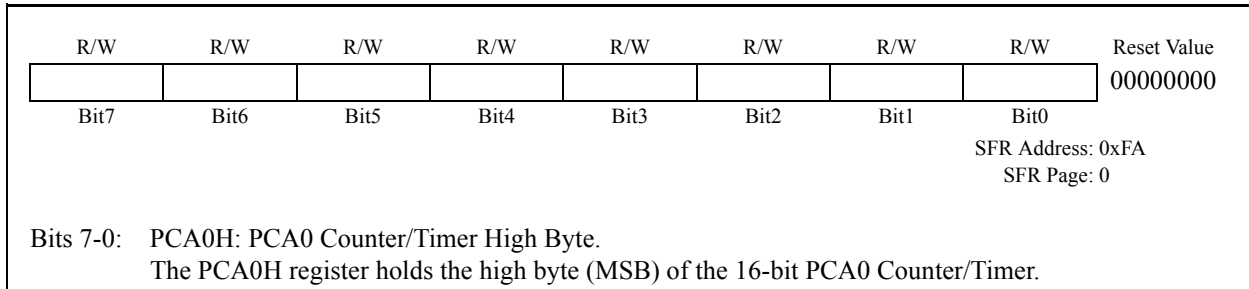 R/W R/W R/W R/W R/W R/W R/W R/W Reset Value
00000000
Bit7 Bit6 Bit5 Bit4 Bit3 Bit2 Bit1 Bit0
SFR Address: 0xFA
SFR Page: 0
Bits 7-0: PCA0H: PCA0 Counter/Timer High Byte.
The PCA0H register holds the high byte (MSB) of the 16-bit PCA0 Counter/Timer.